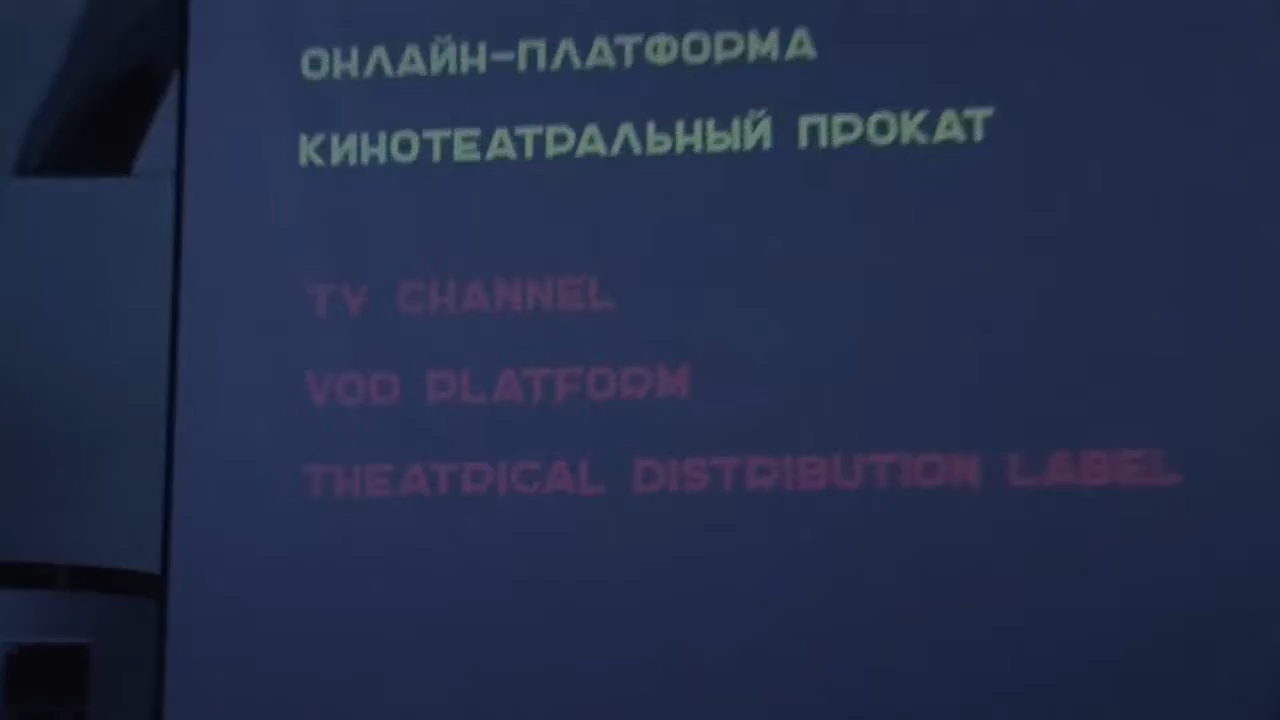 ОНЛАЙН-ПЛАТФОРМА
КИНОТЕАТРАЛЬНЫЙ ПРОКАТ
TV CHANNEL
VOD PLATFORM
THEATRICAL DISTRIBUTION LABEL